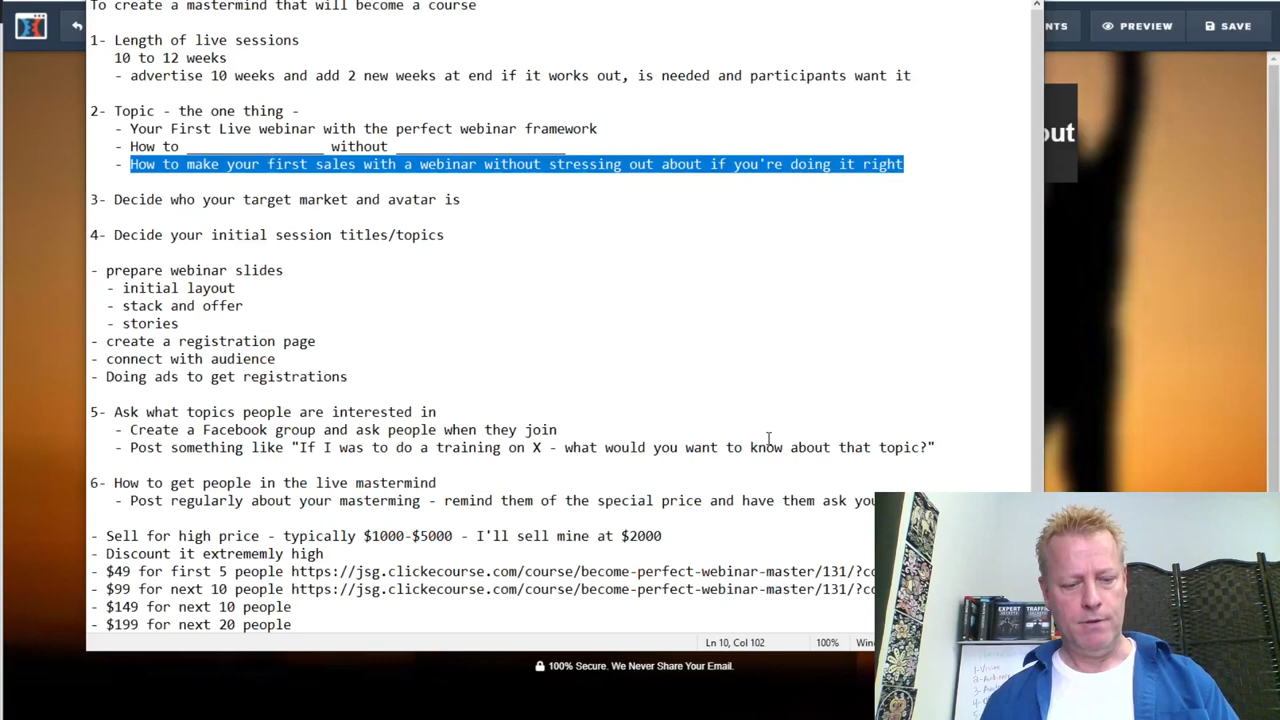 To create a mastermind that will become a course
1- Length of live sessions
10 to 12 weeks
- advertise 10 weeks and add 2 new weeks at end if it works out, is needed and participants want it
2- Topic - the one thing -
- Your First Live webinar with the perfect webinar framework
- How to _________________ without _____________________
- How to make your first sales with a webinar without stressing out about if you're doing it right
3- Decide who your target market and avatar is
4- Decide your initial session titles/topics
- prepare webinar slides
- initial layout
- stack and offer
- stories
- create a registration page
- connect with audience
- Doing ads to get registrations
5- Ask what topics people are interested in
- Create a Facebook group and ask people when they join
- Post something like "If I was to do a training on X - what would you want to know about that topic?"
6- How to get people in the live mastermind
- Post regularly about your masterming - remind them of the special price and have them ask
- Sell for high price - typically $1000-$5000 - I'll sell mine at $2000
- Discount it extrememly high
- $49 for first 5 people https://jsg.clickecourse.com/course/become-perfect-webinar-master/131/?
- $99 for next 10 people https://jsg.clickecourse.com/course/become-perfect-webinar-master/131/?
- $149 for next 10 people
- $199 for next 20 people
Ln 10, Col 102
100%
PREVIEW
SAVE
100% Secure. We Never Share Your Email.
EXPERT SECRETS
TRAFFIC SECRETS